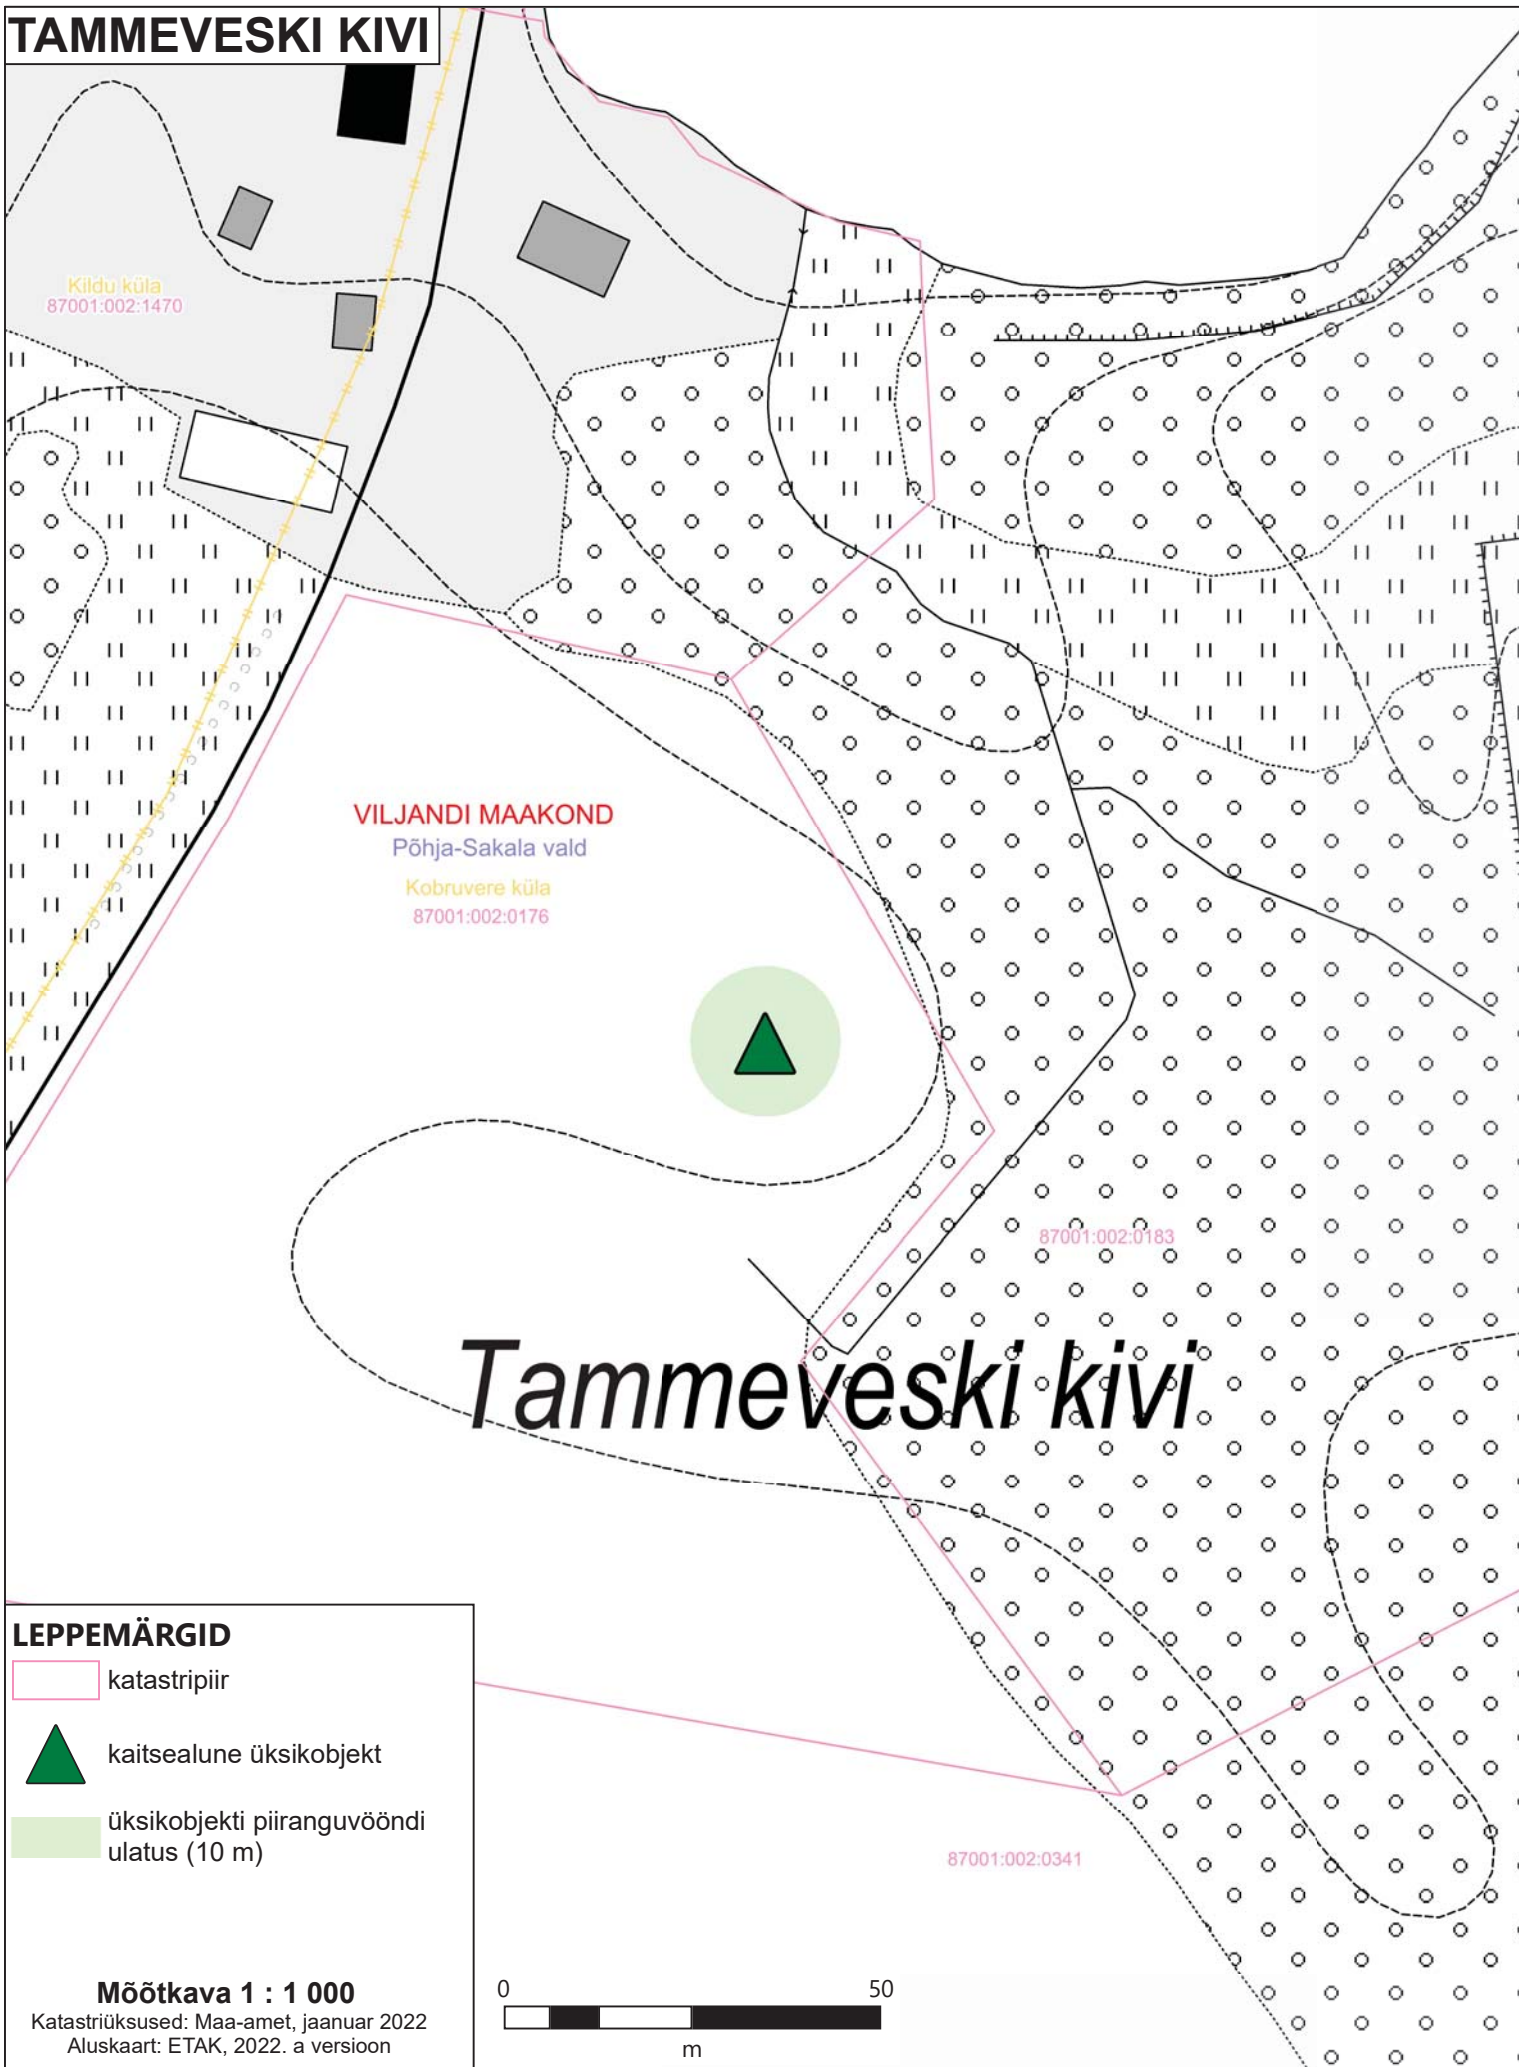 TAMMEVESKI KIVI
Kildu küla
87001:002:1470
VILJANDI MAAKOND
Põhja-Sakala vald
Kobruvere küla
87001:002:0176
87001:002:0183
Tammeveski kivi
87001:002:0341
LEPPEMÄRGID
katastripiir
kaitsealune üksikobjekt
üksikobjekti piiranguvööndi
ulatus (10 m)
Mõõtkava 1 : 1 000
Katastriüksused: Maa-amet, jaanuar 2022
Aluskaart: ETAK, 2022. a versioon
0 50
m